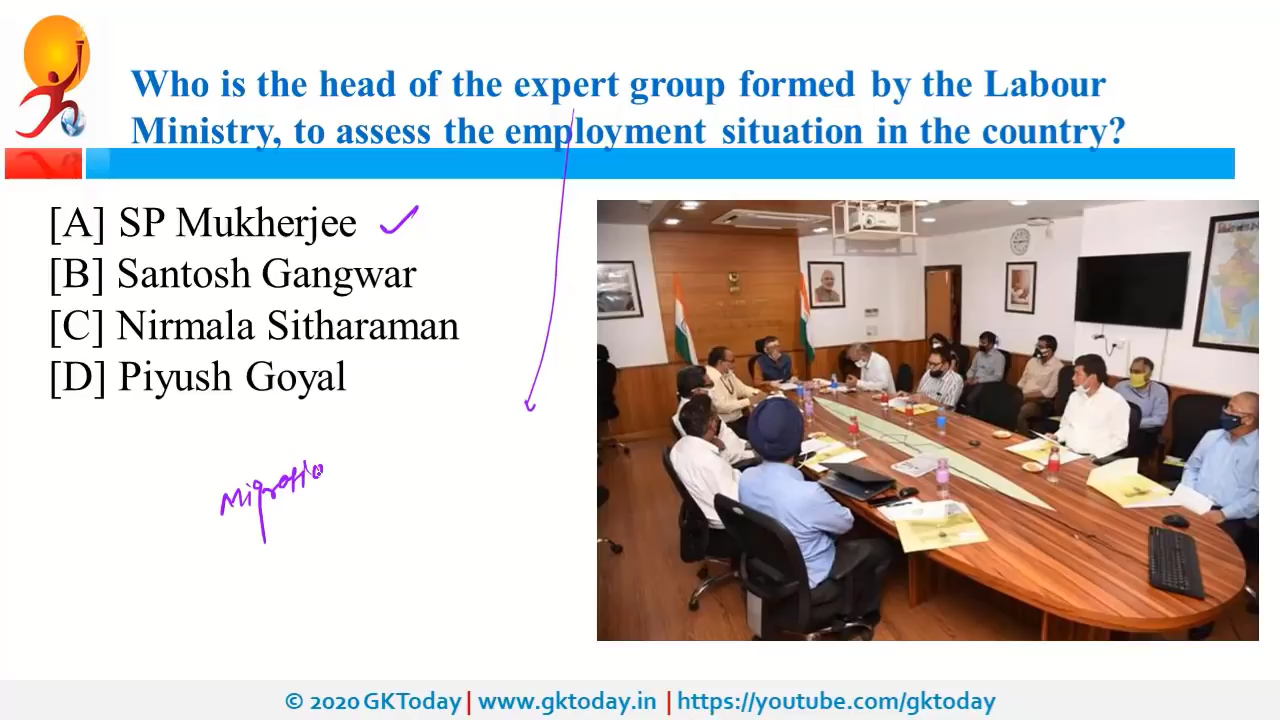 Who is the head of the expert group formed by the Labour
Ministry, to assess the employment situation in the country?
[A] SP Mukherjee
[B] Santosh Gangwar
[C] Nirmala Sitharaman
[D] Piyush Goyal
© 2020 GKToday | www.gktoday.in | https://youtube.com/gktoday